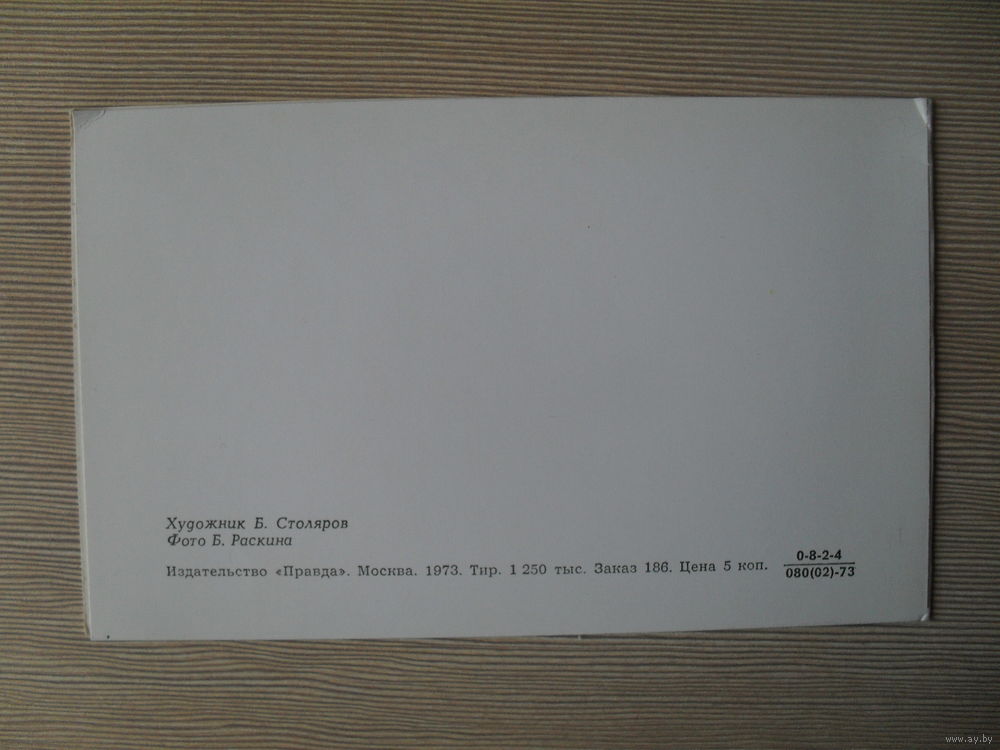 Художник Б. Столяров
Фото Б. Раскина
Издательство «Правда». Москва. 1973. Тир. 1 250 тыс. Заказ 186. Цена 5 коп.
0-8-2-4
080(02)-73
www.ay.by